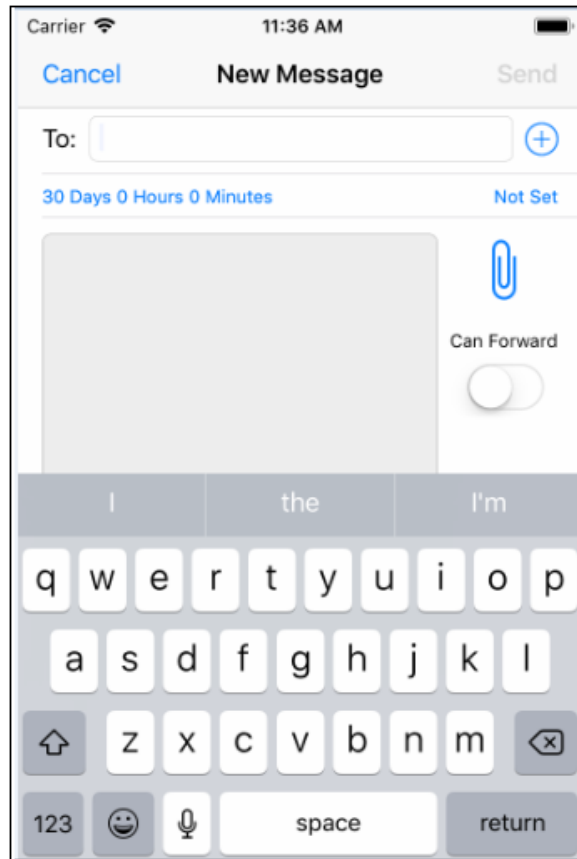 Carrier 11:36 AM
Cancel New Message Send
To:
30 Days 0 Hours 0 Minutes Not Set
Can Forward
I the I'm
q w e r t y u i o p
a s d f g h j k l
z x c v b n m
123 space return